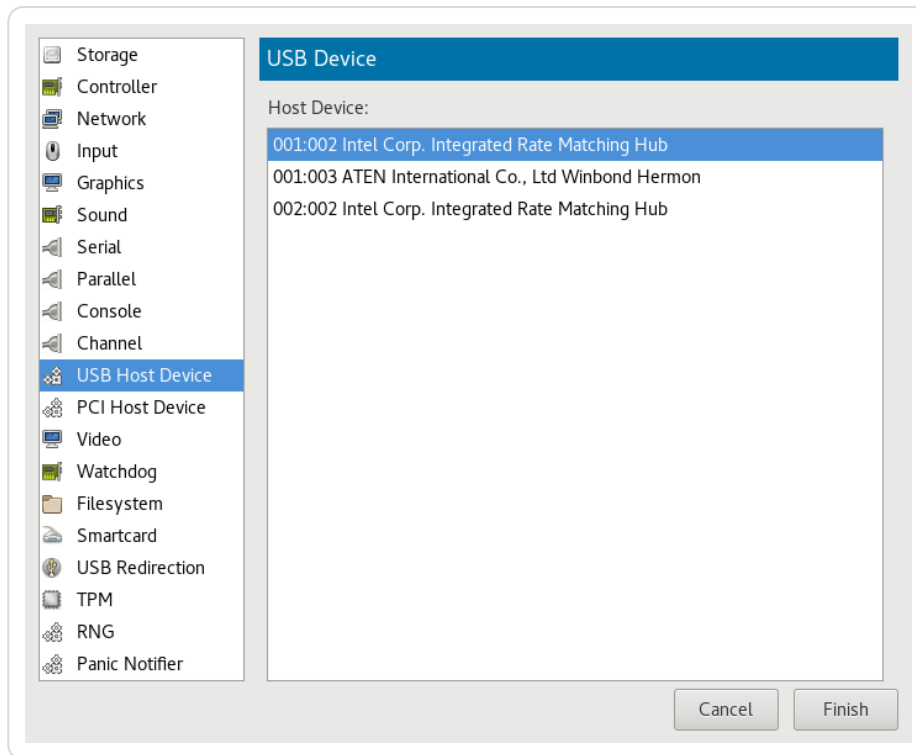 Storage
Controller
Network
Input
Graphics
Sound
Serial
Parallel
Console
Channel
USB Host Device
PCI Host Device
Video
Watchdog
Filesystem
Smartcard
USB Redirection
TPM
RNG
Panic Notifier
USB Device
Host Device:
001:002 Intel Corp. Integrated Rate Matching Hub
001:003 ATEN International Co., Ltd Winbond Hermon
002:002 Intel Corp. Integrated Rate Matching Hub
Cancel
Finish